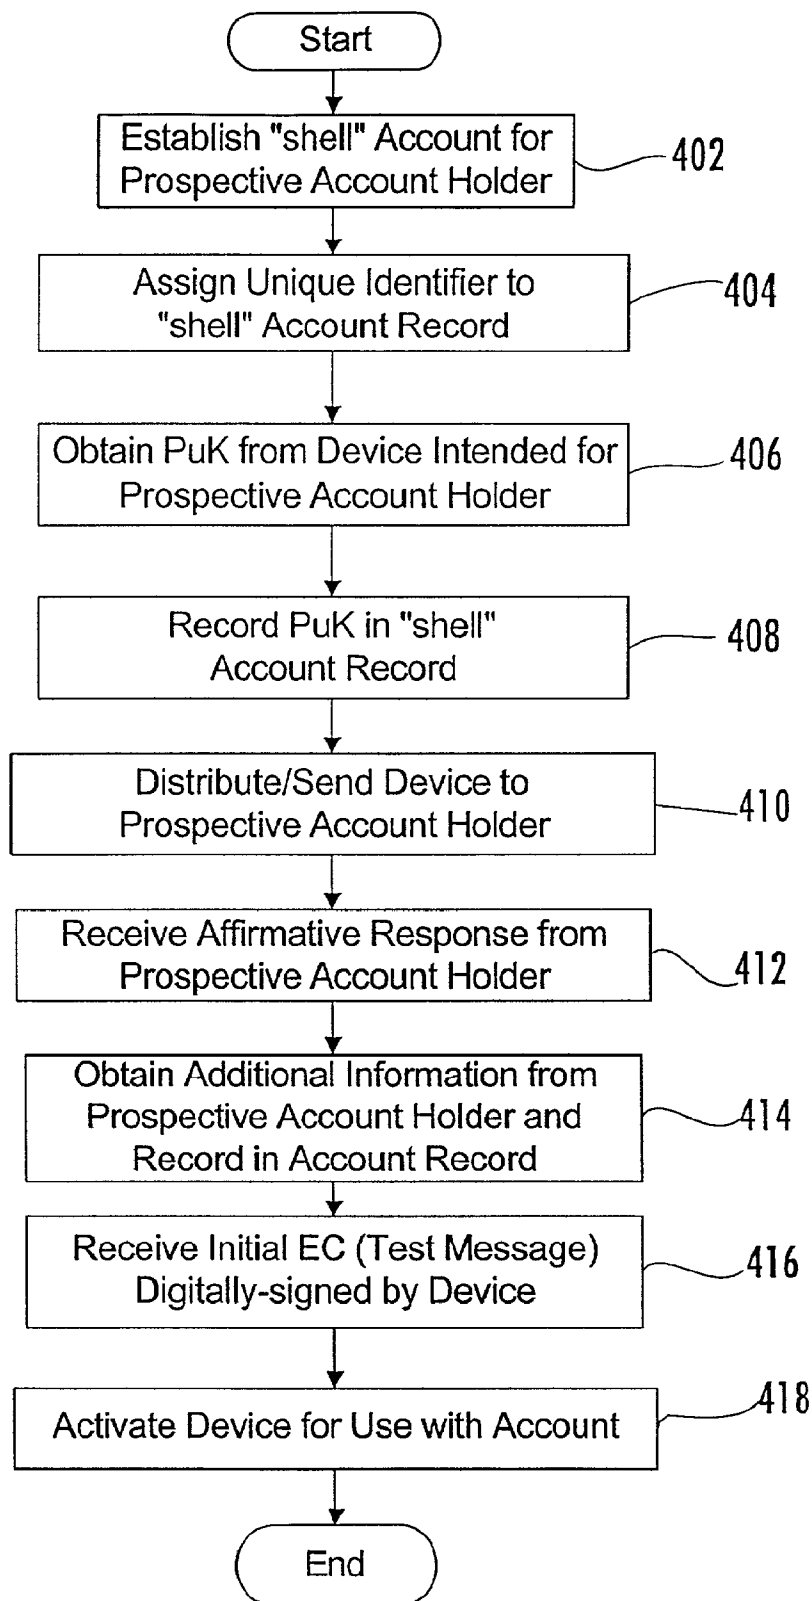 Start
Establish "shell" Account for
Prospective Account Holder
402
Assign Unique Identifier to
"shell" Account Record
404
Obtain PuK from Device Intended for
Prospective Account Holder
406
Record PuK in "shell"
Account Record
408
Distribute/Send Device to
Prospective Account Holder
410
Receive Affirmative Response from
Prospective Account Holder
412
Obtain Additional Information from
Prospective Account Holder and
Record in Account Record
414
Receive Initial EC (Test Message)
Digitally-signed by Device
416
Activate Device for Use with Account
418
End